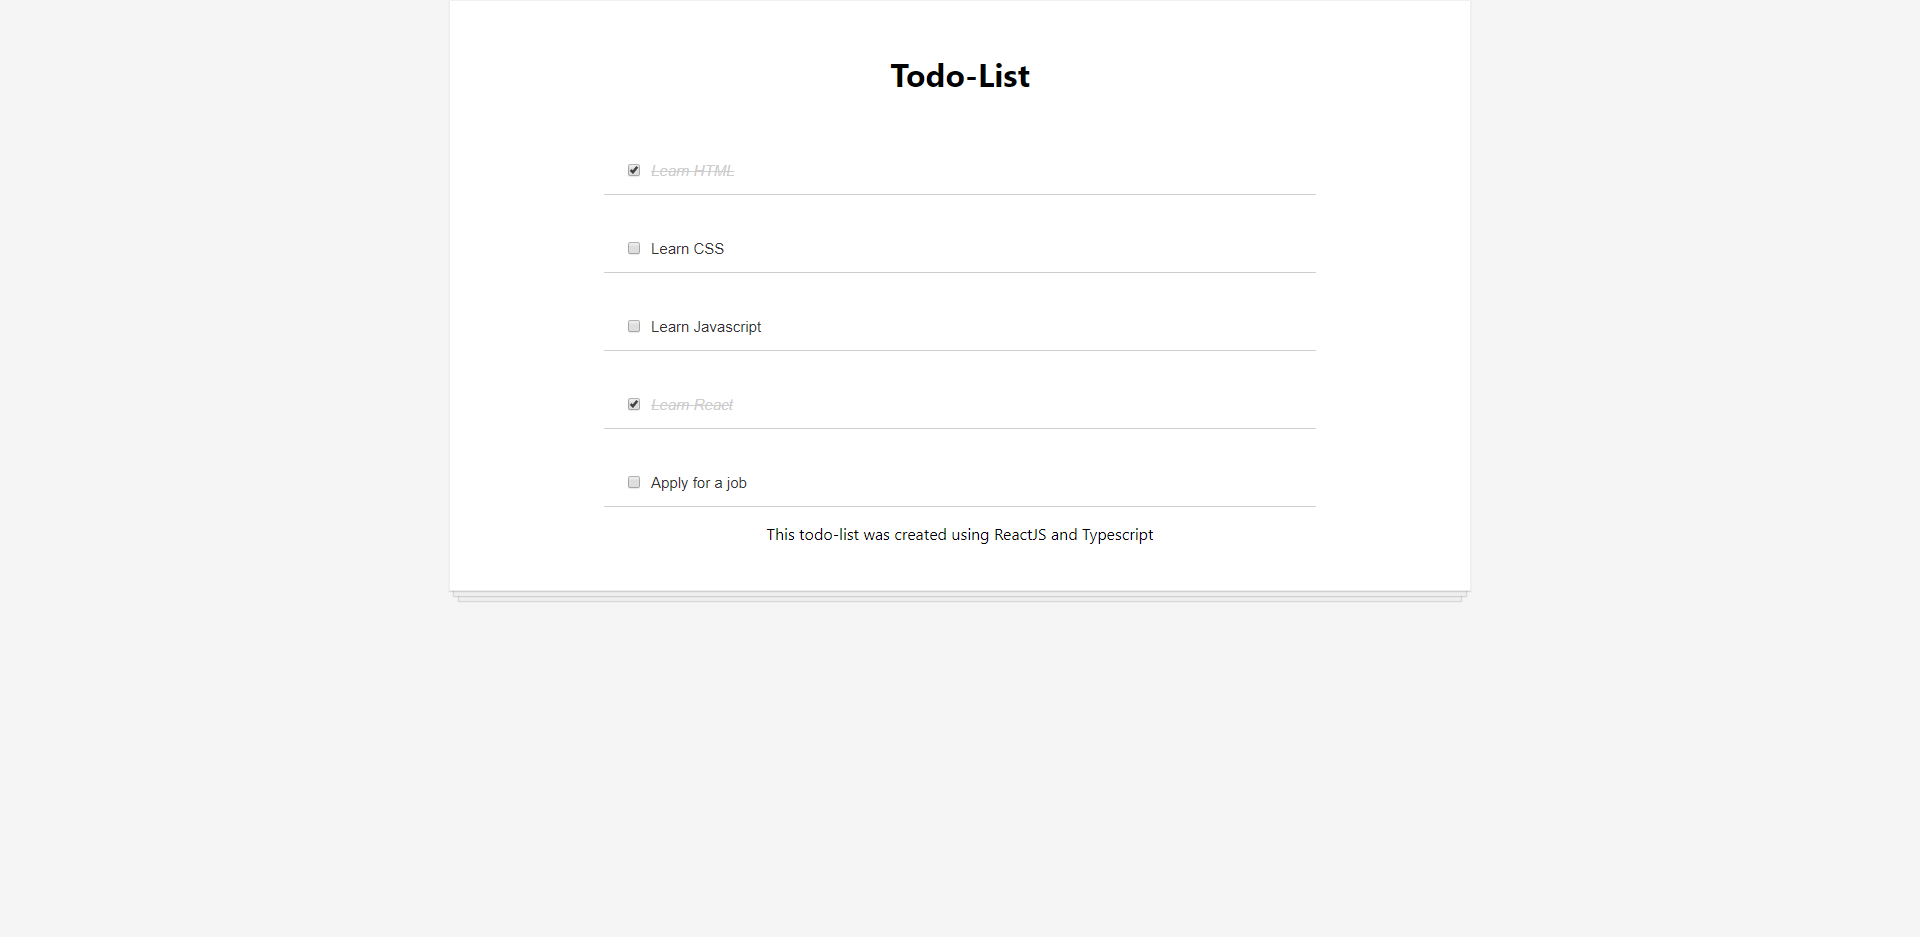 Todo-List
Learn HTML
Learn CSS
Learn Javascript
Learn React
Apply for a job
This todo-list was created using ReactJS and Typescript